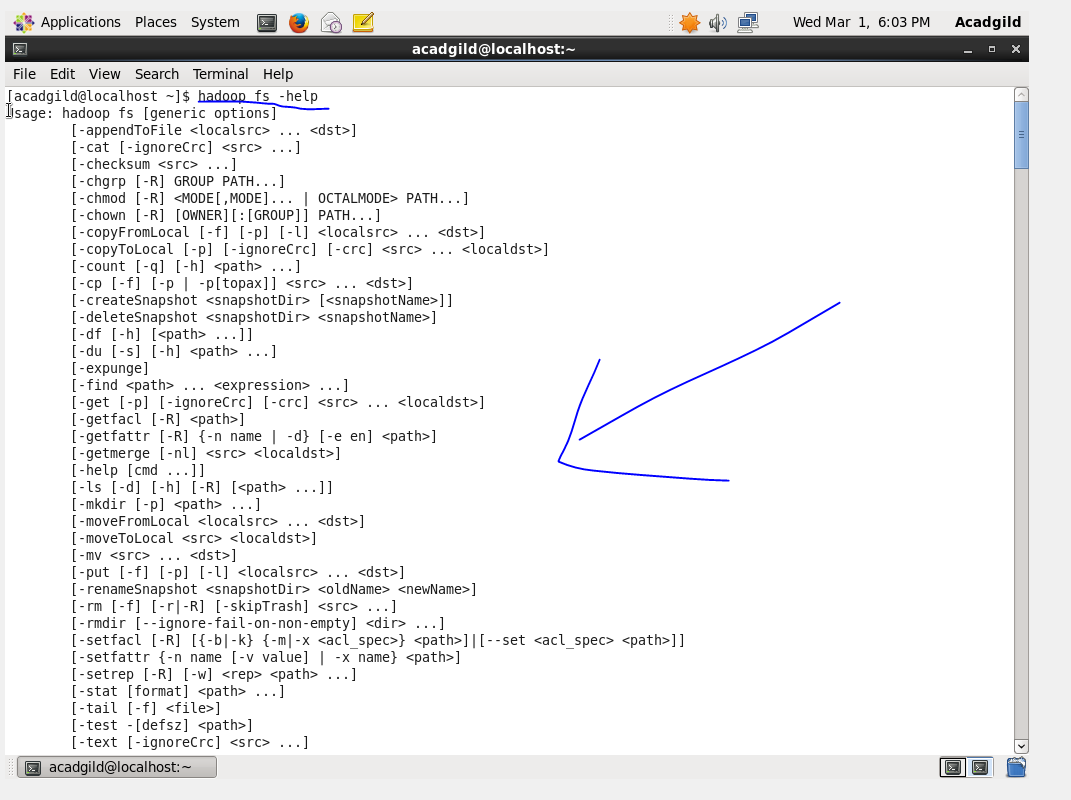 Applications Places System Wed Mar 1, 6:03 PM Acadgild
acadgild@localhost:~
File Edit View Search Terminal Help
[acadgild@localhost ~]$ hadoop fs -help
Usage: hadoop fs [generic options]
[-appendToFile <localsrc> ... <dst>]
[-cat [-ignoreCrc] <src> ...]
[-checksum <src> ...]
[-chgrp [-R] GROUP PATH...]
[-chmod [-R] <MODE[,MODE]... | OCTALMODE> PATH...]
[-chown [-R] [OWNER][:[GROUP]] PATH...]
[-copyFromLocal [-f] [-p] [-l] <localsrc> ... <dst>]
[-copyToLocal [-p] [-ignoreCrc] [-crc] <src> ... <localdst>]
[-count [-q] [-h] <path> ...]
[-cp [-f] [-p | -p[topax]] <src> ... <dst>]
[-createSnapshot <snapshotDir> [<snapshotName>]]
[-deleteSnapshot <snapshotDir> <snapshotName>]
[-df [-h] [<path> ...]]
[-du [-s] [-h] <path> ...]
[-expunge]
[-find <path> ... <expression> ...]
[-get [-p] [-ignoreCrc] [-crc] <src> ... <localdst>]
[-getfacl [-R] <path>]
[-getfattr [-R] {-n name | -d} [-e en] <path>]
[-getmerge [-nl] <src> <localdst>]
[-help [cmd ...]]
[-ls [-d] [-h] [-R] [<path> ...]]
[-mkdir [-p] <path> ...]
[-moveFromLocal <localsrc> ... <dst>]
[-moveToLocal <src> <localdst>]
[-mv <src> ... <dst>]
[-put [-f] [-p] [-l] <localsrc> ... <dst>]
[-renameSnapshot <snapshotDir> <oldName> <newName>]
[-rm [-f] [-r|-R] [-skipTrash] <src> ...]
[-rmdir [--ignore-fail-on-non-empty] <dir> ...]
[-setfacl [-R] [{-b|-k} {-m|-x <acl_spec>} <path>]|[--set <acl_spec> <path>]]
[-setfattr {-n name [-v value] | -x name} <path>]
[-setrep [-R] [-w] <rep> <path> ...]
[-stat [format] <path> ...]
[-tail [-f] <file>]
[-test -[defsz] <path>]
[-text [-ignoreCrc] <src> ...]
acadgild@localhost:~